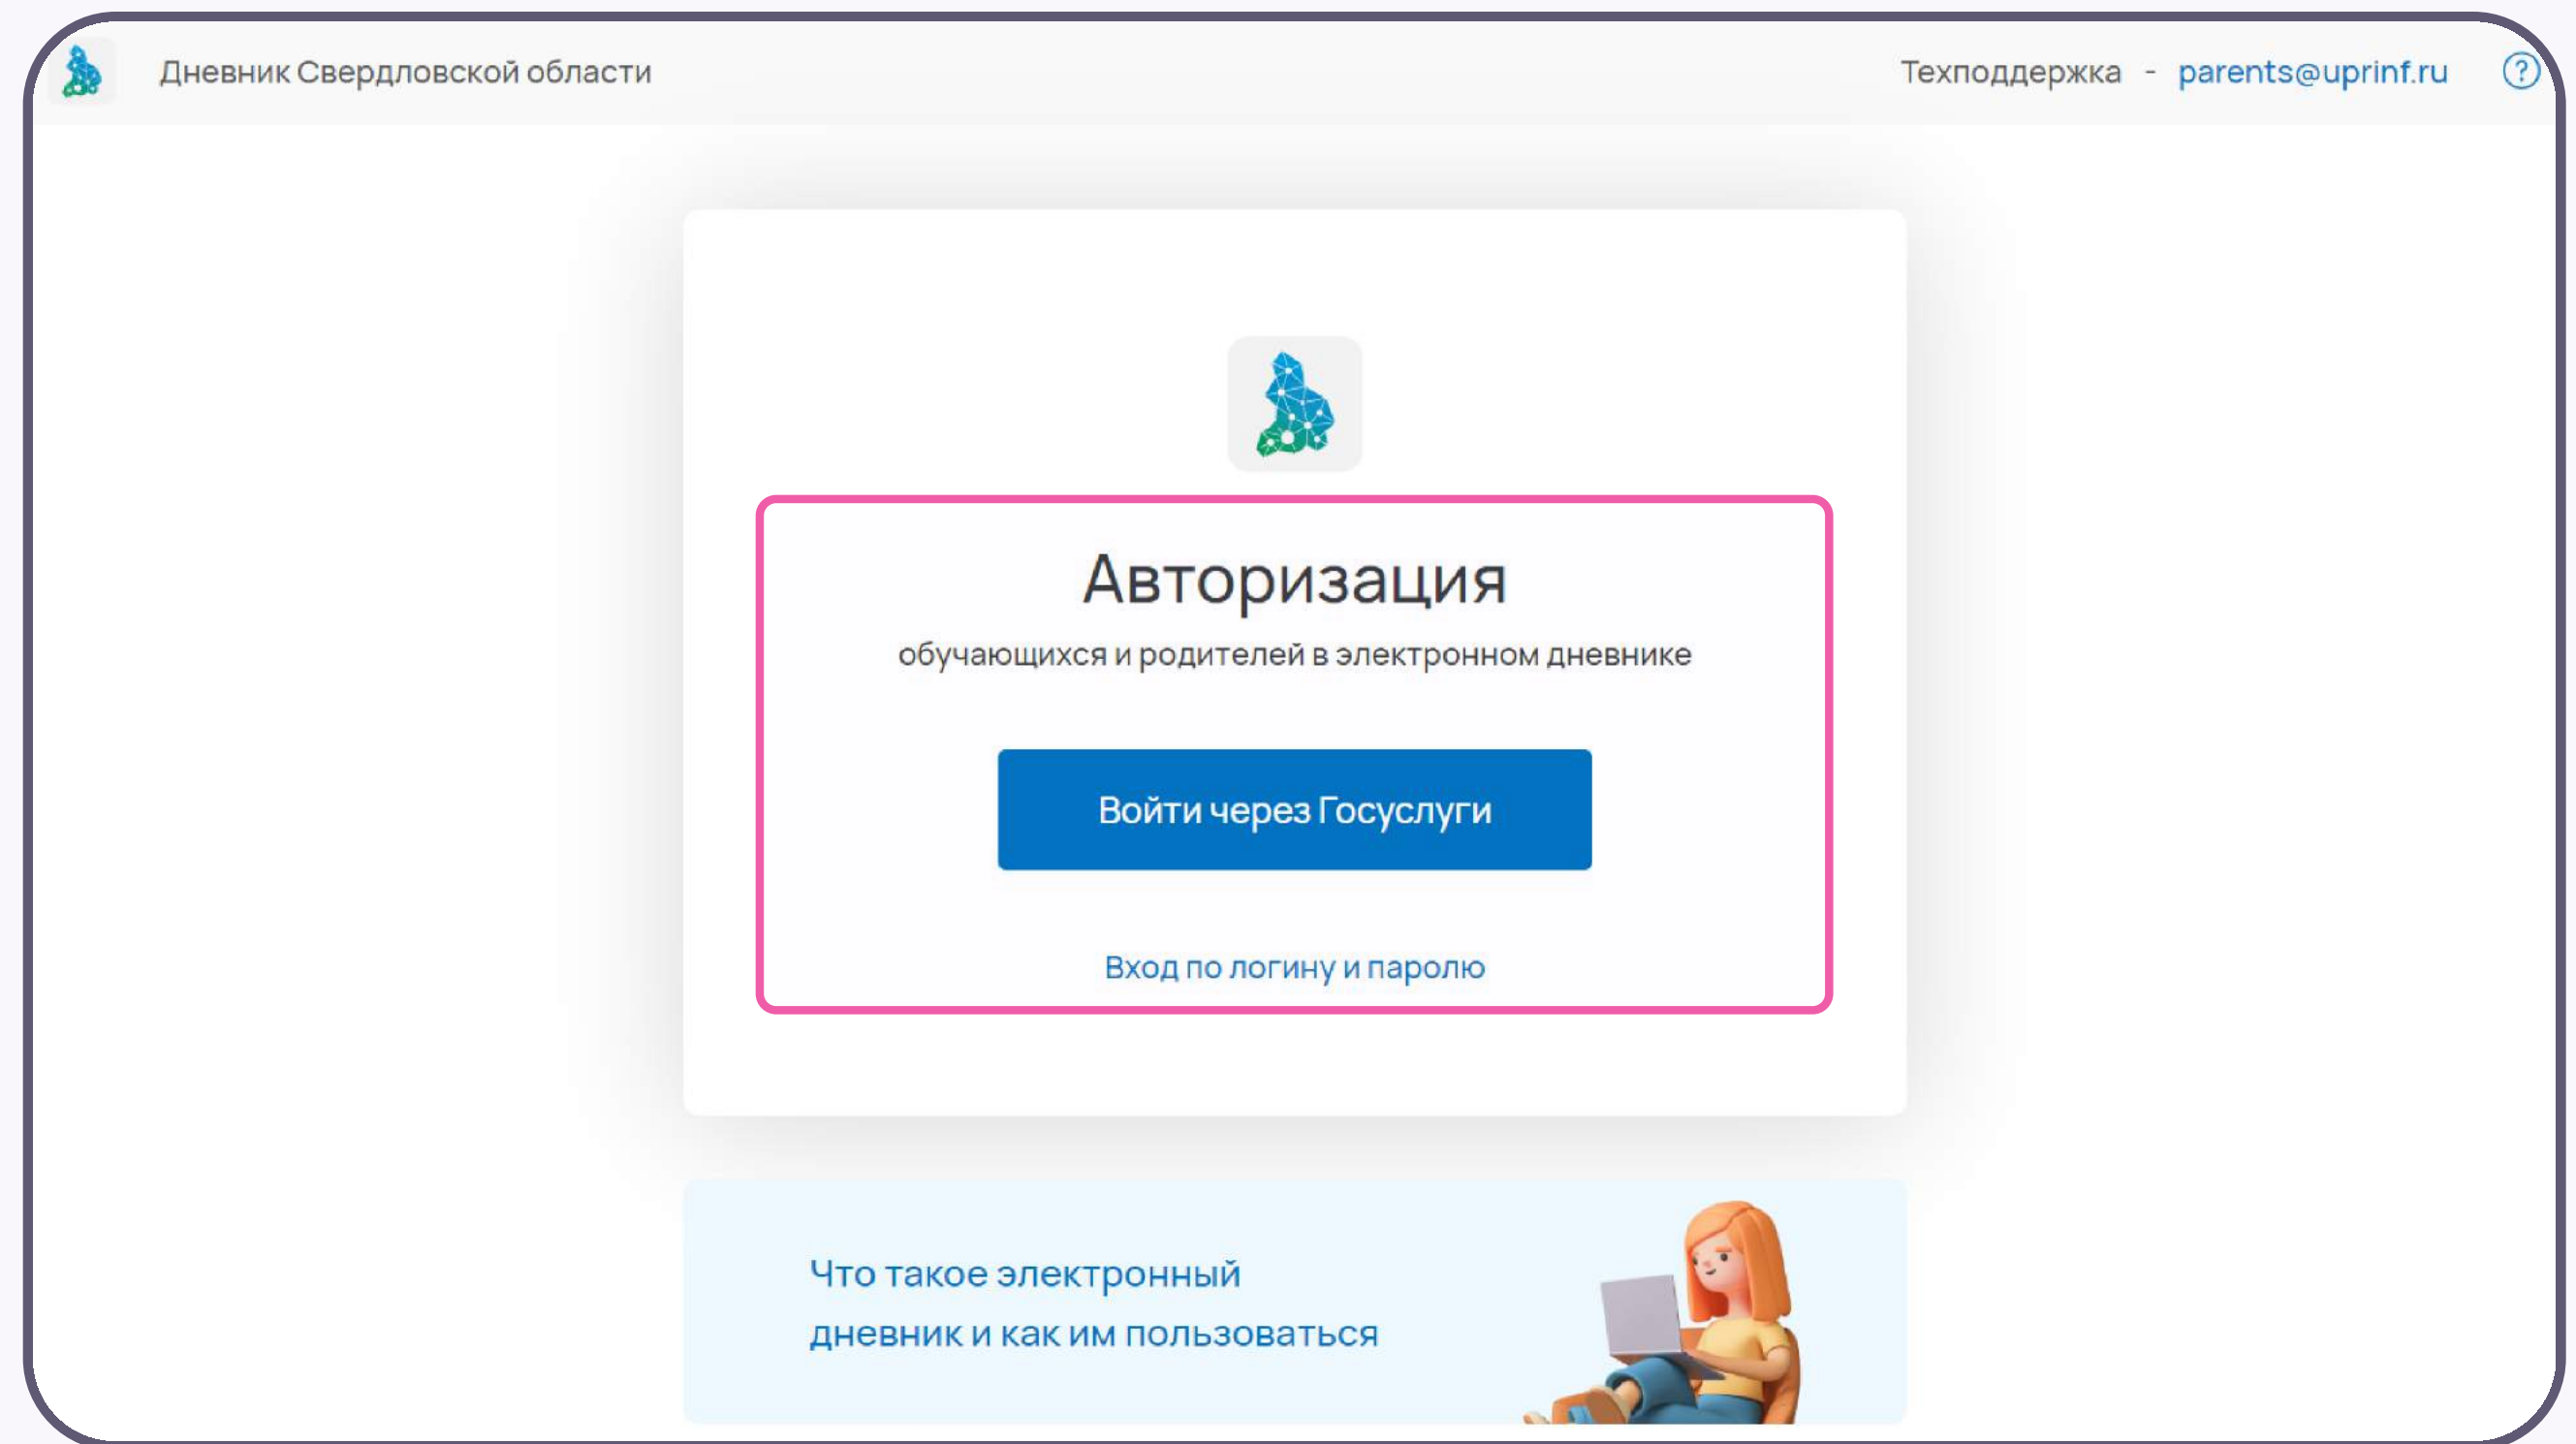 Дневник Свердловской области
Техподдержка - parents@uprinf.ru ?
Авторизация
обучающихся и родителей в электронном дневнике
Войти через Госуслуги
Вход по логину и паролю
Что такое электронный
дневник и как им пользоваться